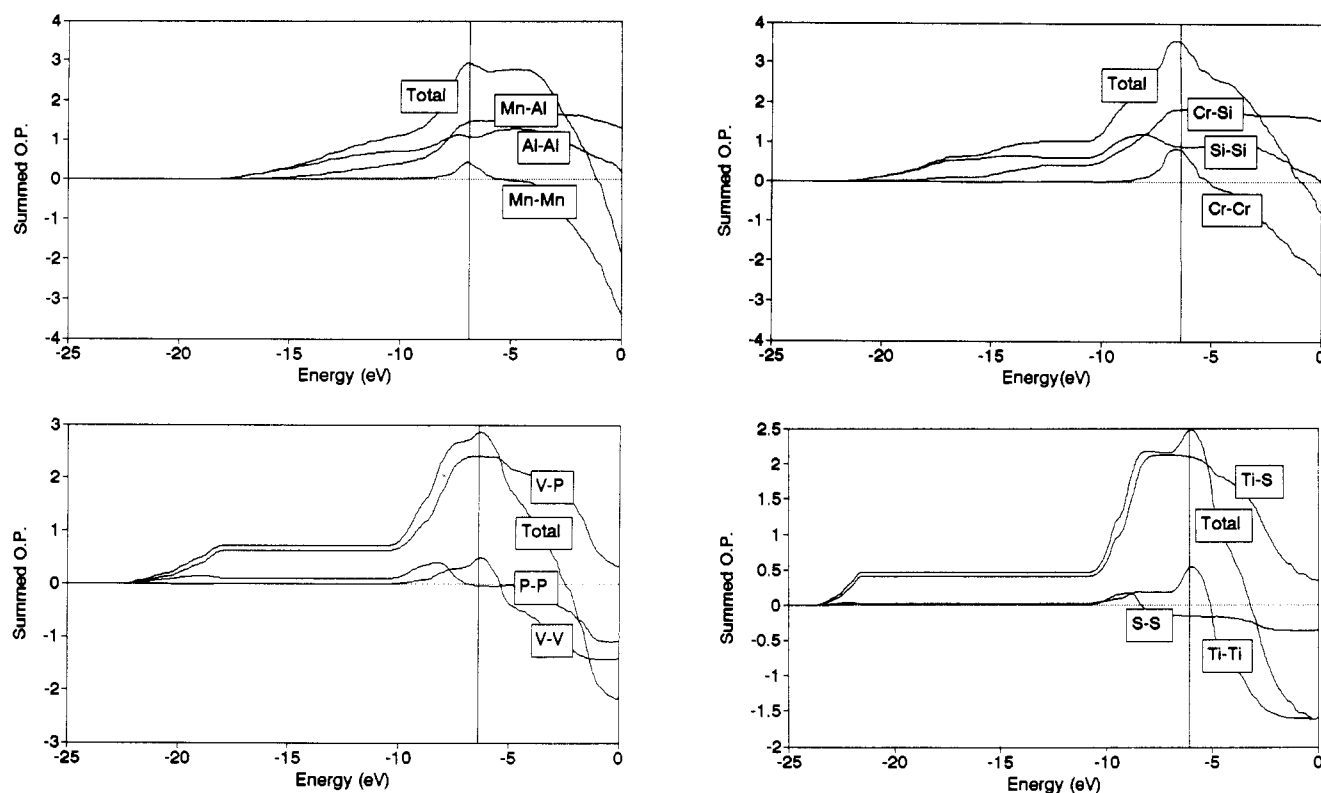 4
3
2
1
0
-1
-2
-3
-4
Summed O.P.
Total
Mn-Al
Al-Al
Mn-Mn
-25
-20
-15
-10
-5
0
Energy (eV)
4
3
2
1
0
-1
-2
-3
-4
Summed O.P.
Total
Cr-Si
Si-Si
Cr-Cr
-25
-20
-15
-10
-5
0
Energy(eV)
3
2
1
0
-1
-2
-3
Summed O.P.
V-P
Total
P-P
V-V
-25
-20
-15
-10
-5
0
Energy (eV)
2.5
2
1.5
1
0.5
0
-0.5
-1
-1.5
-2
Summed O.P.
Ti-S
Total
S-S
Ti-Ti
-25
-20
-15
-10
-5
0
Energy (eV)